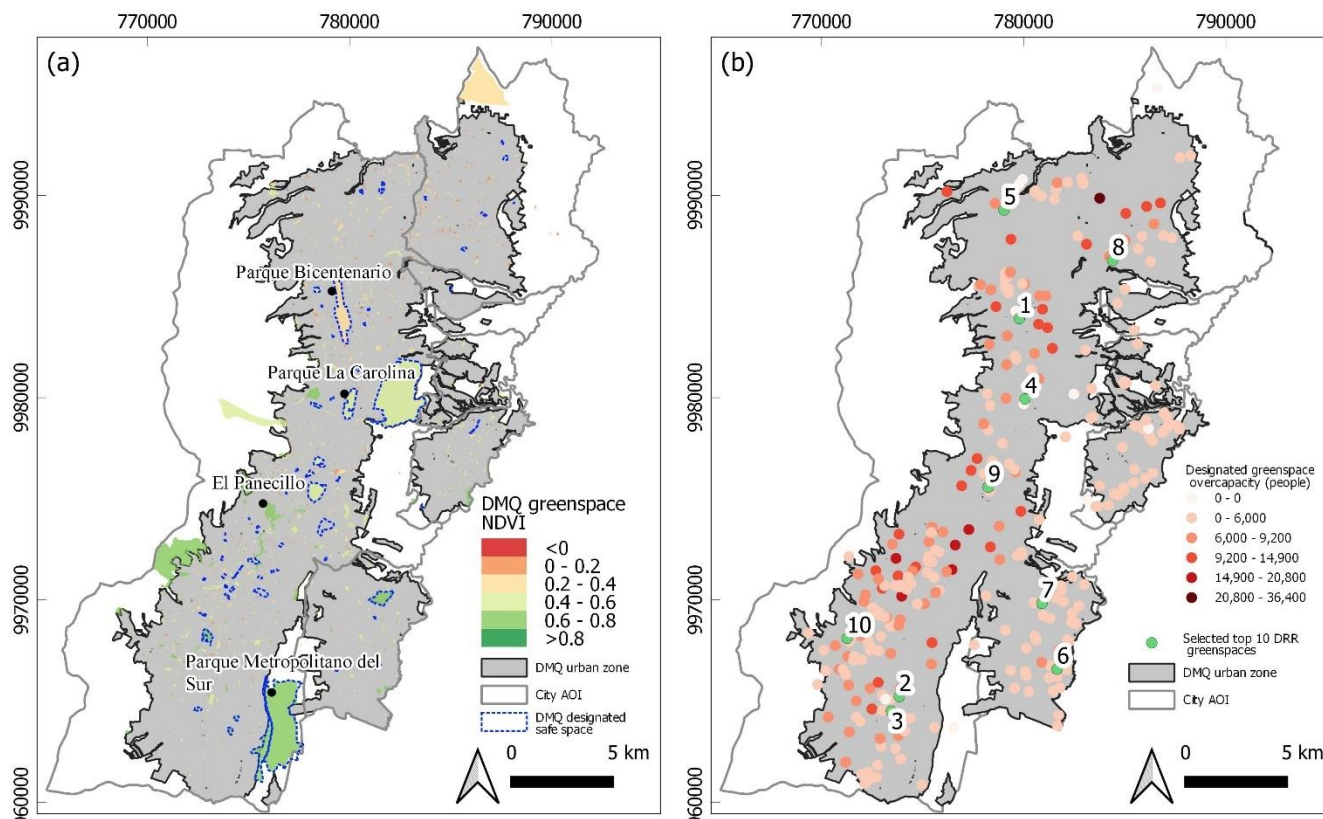 770000 780000 790000
770000 780000 790000
(a)
(b)
9990000
9980000
9970000
960000
9990000
9980000
9970000
960000
Parque Bicentenario
Parque La Carolina
El Panecillo
Parque Metropolitano del
Sur
DMQ greenspace
NDVI
<0
0 - 0.2
0.2 - 0.4
0.4 - 0.6
0.6 - 0.8
>0.8
DMQ urban zone
City AOI
DMQ designated
safe space
0 5 km
5
8
1
4
9
7
10
6
2
3
Designated greenspace
overcapacity (people)
0 - 0
0 - 6,000
6,000 - 9,200
9,200 - 14,900
14,900 - 20,800
20,800 - 36,400
Selected top 10 DRR
greenspaces
DMQ urban zone
City AOI
0 5 km